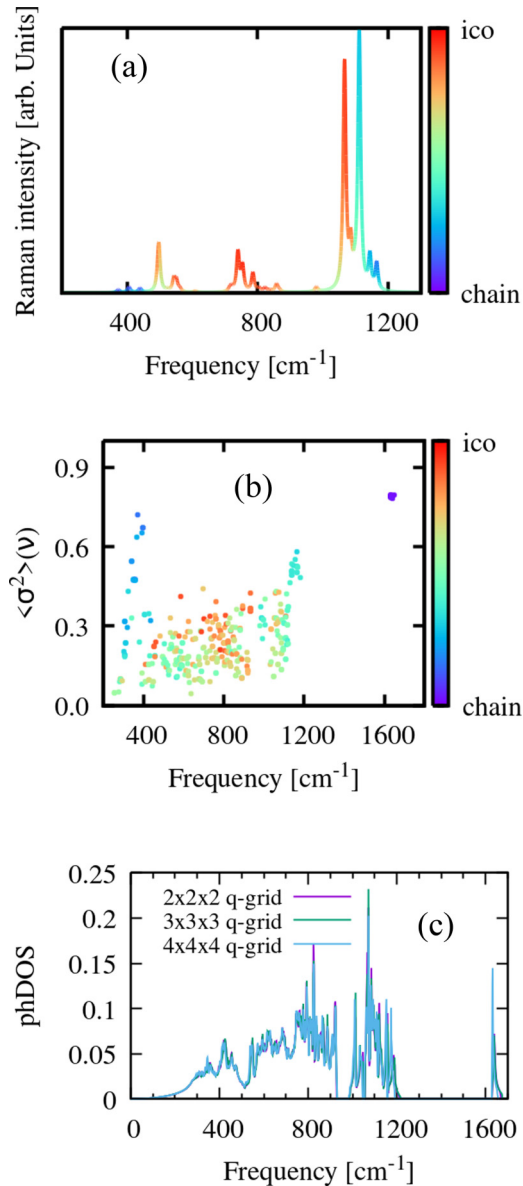 (a)
Raman intensity [arb. Units]
ico
chain
400
800
1200
Frequency [cm⁻¹]
(b)
<σ²>(ν)
0.9
0.6
0.3
0.0
ico
chain
400
800
1200
1600
Frequency [cm⁻¹]
(c)
phDOS
0.25
0.2
0.15
0.1
0.05
0
2x2x2 q-grid
3x3x3 q-grid
4x4x4 q-grid
0
400
800
1200
1600
Frequency [cm⁻¹]